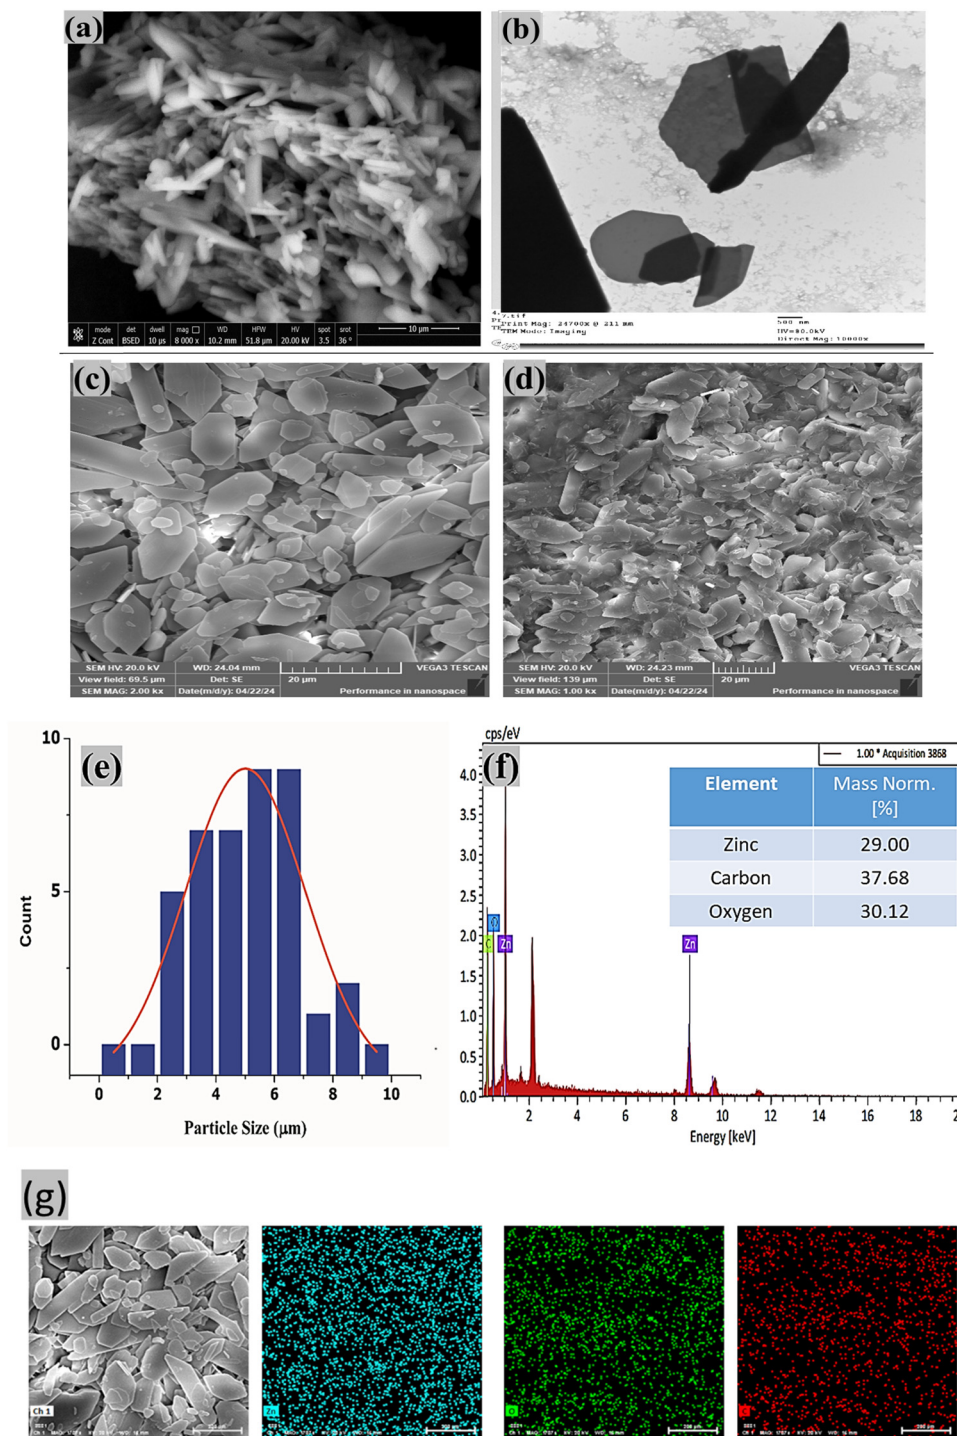 (a)
mode det dwell mag □ WD HFW HV spot srot
Z Cont BSED 10 µs 8 000 x 10.2 mm 51.8 µm 20.00 kV 3.5 36 °
10 µm
(b)
7.tif
Print Mag: 24700x @ 211 mm
TEM Mode: Imaging
500 nm
HV=80.0kV
Direct Mag: 10000x
(c)
SEM HV: 20.0 kV WD: 24.04 mm VEGA3 TESCAN
View field: 69.5 µm Det: SE 20 µm
SEM MAG: 2.00 kx Date(m/d/y): 04/22/24 Performance in nanospace
(d)
SEM HV: 20.0 kV WD: 24.23 mm VEGA3 TESCAN
View field: 139 µm Det: SE 20 µm
SEM MAG: 1.00 kx Date(m/d/y): 04/22/24 Performance in nanospace
(e)
10
5
0
Count
0 2 4 6 8 10
Particle Size (µm)
(f)
cps/eV
1.00 * Acquisition 3868
4.0
3.5
3.0
2.5
2.0
1.5
1.0
0.5
0.0
Element Mass Norm.
[%]
Zinc 29.00
Carbon 37.68
Oxygen 30.12
O
C Zn Zn
2 4 6 8 10 12 14 16 18
Energy [keV]
(g)
Ch 1
Zn